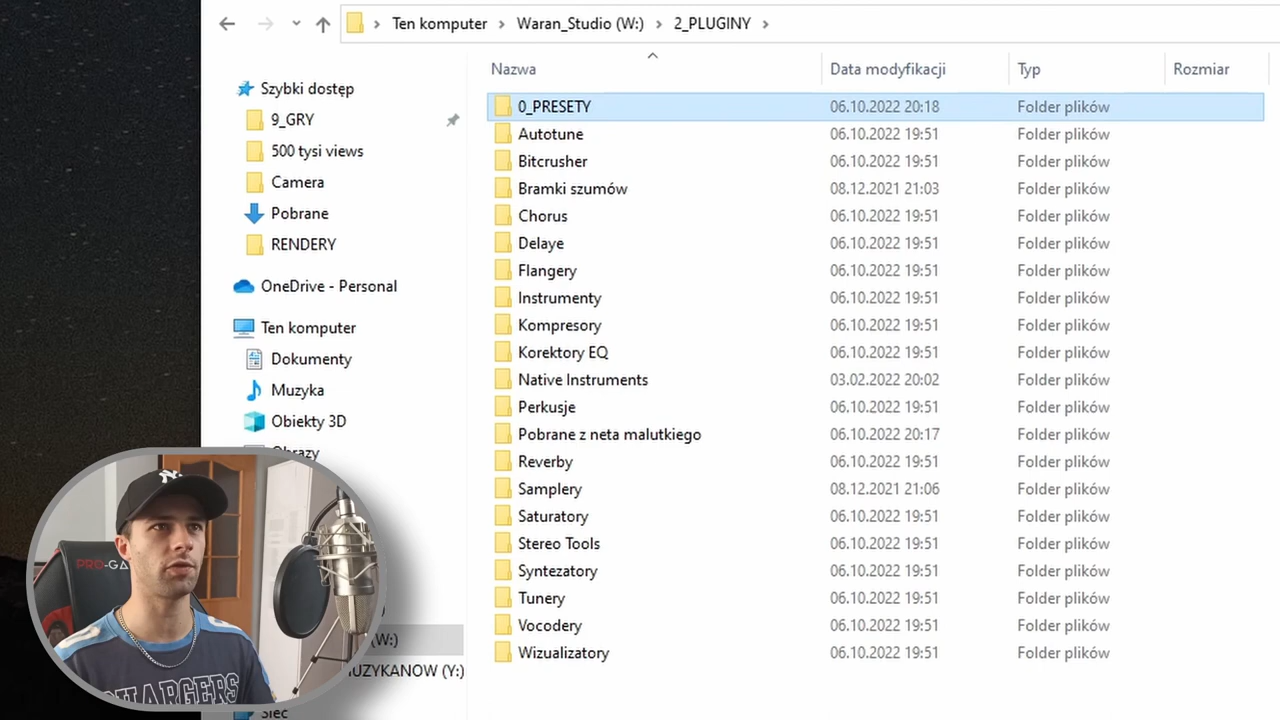 Ten komputer > Waran_Studio (W:) > 2_PLUGINY >
Nazwa Data modyfikacji Typ Rozmiar
Szybki dostęp
9_GRY
500 tysi views
Camera
Pobrane
RENDERY
OneDrive - Personal
Ten komputer
Dokumenty
Muzyka
Obiekty 3D
Obrazy
(W:)
MUZYKANOW (Y:)
Sieć
0_PRESETY 06.10.2022 20:18 Folder plików
Autotune 06.10.2022 19:51 Folder plików
Bitcrusher 06.10.2022 19:51 Folder plików
Bramki szumów 08.12.2021 21:03 Folder plików
Chorus 06.10.2022 19:51 Folder plików
Delaye 06.10.2022 19:51 Folder plików
Flangery 06.10.2022 19:51 Folder plików
Instrumenty 06.10.2022 19:51 Folder plików
Kompresory 06.10.2022 19:51 Folder plików
Korektory EQ 06.10.2022 19:51 Folder plików
Native Instruments 03.02.2022 20:02 Folder plików
Perkusje 06.10.2022 19:51 Folder plików
Pobrane z neta malutkiego 06.10.2022 20:17 Folder plików
Reverby 06.10.2022 19:51 Folder plików
Samplery 08.12.2021 21:06 Folder plików
Saturatory 06.10.2022 19:51 Folder plików
Stereo Tools 06.10.2022 19:51 Folder plików
Syntezatory 06.10.2022 19:51 Folder plików
Tunery 06.10.2022 19:51 Folder plików
Vocodery 06.10.2022 19:51 Folder plików
Wizualizatory 06.10.2022 19:51 Folder plików
NY
PRO-GA
CHARGERS